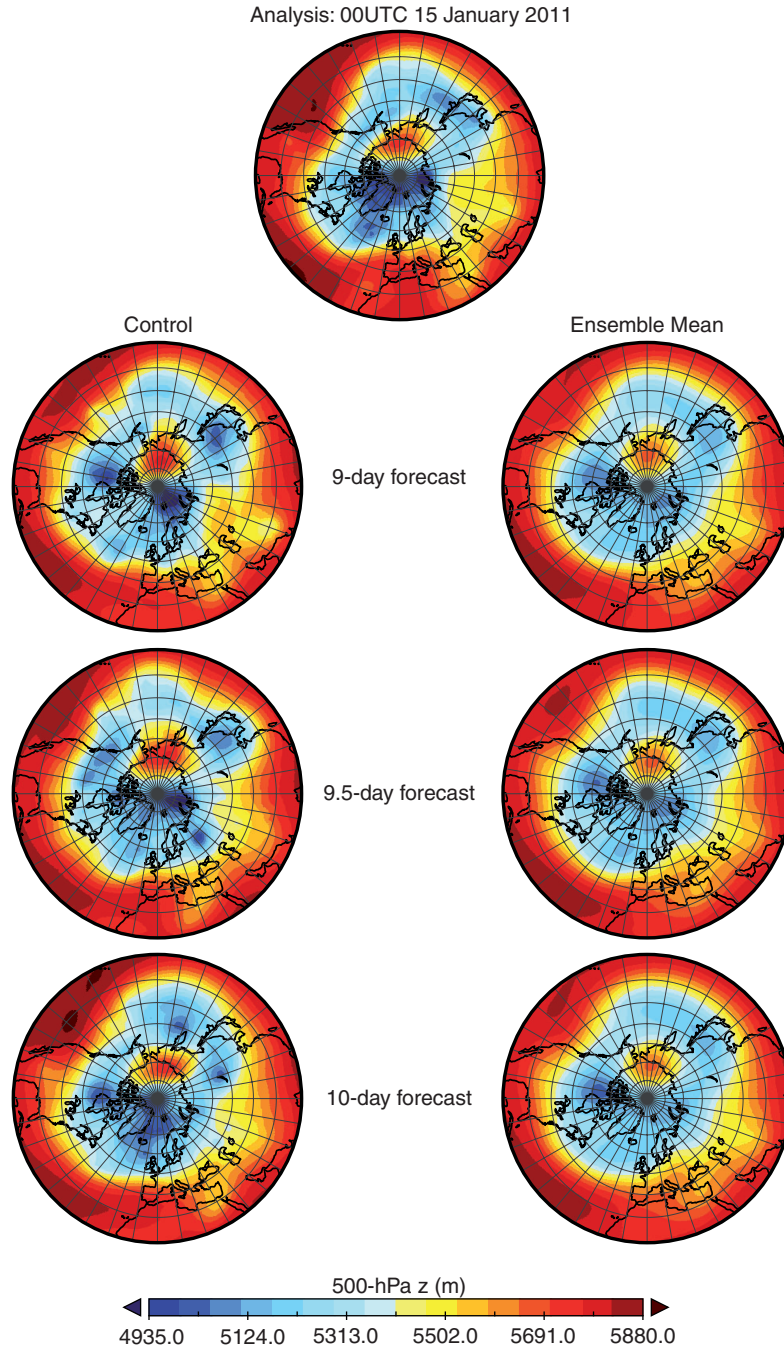 Analysis: 00UTC 15 January 2011
Control
Ensemble Mean
9-day forecast
9.5-day forecast
10-day forecast
500-hPa z (m)
4935.0 5124.0 5313.0 5502.0 5691.0 5880.0